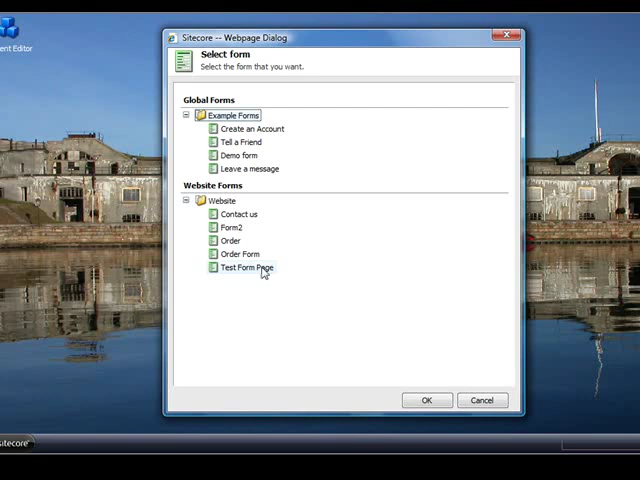 ent Editor
Sitecore -- Webpage Dialog
Select form
Select the form that you want.
Global Forms
Example Forms
Create an Account
Tell a Friend
Demo form
Leave a message
Website Forms
Website
Contact us
Form2
Order
Order Form
Test Form Page
OK
Cancel
sitecore